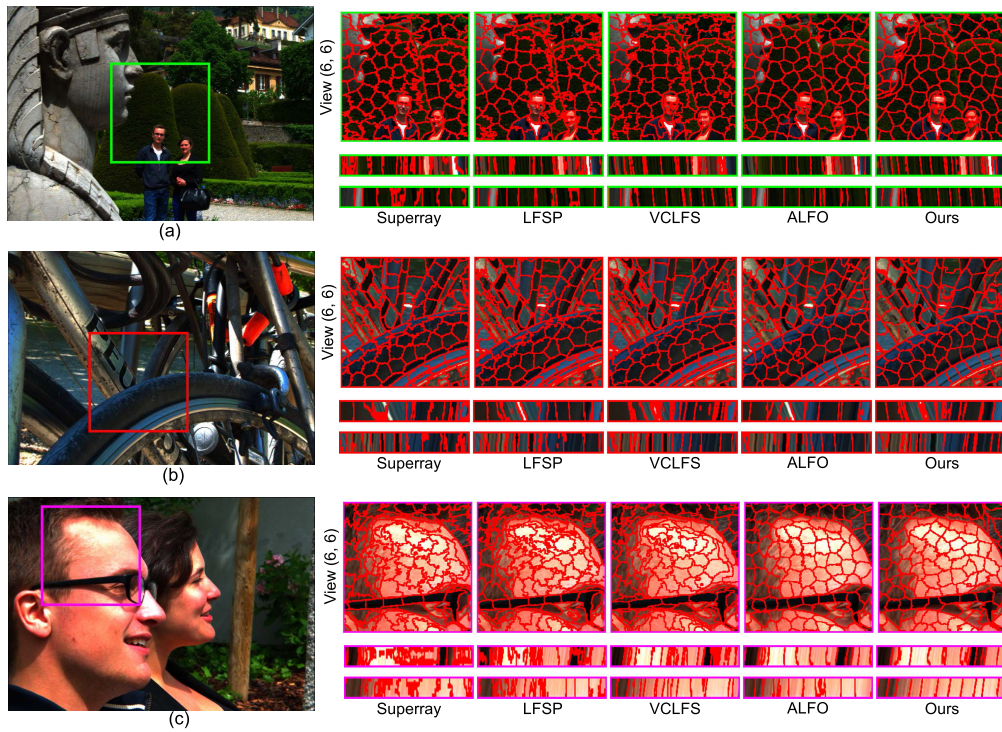 View (6, 6)
Superray LFSP VCLFS ALFO Ours
(a)
View (6, 6)
Superray LFSP VCLFS ALFO Ours
(b)
View (6, 6)
Superray LFSP VCLFS ALFO Ours
(c)